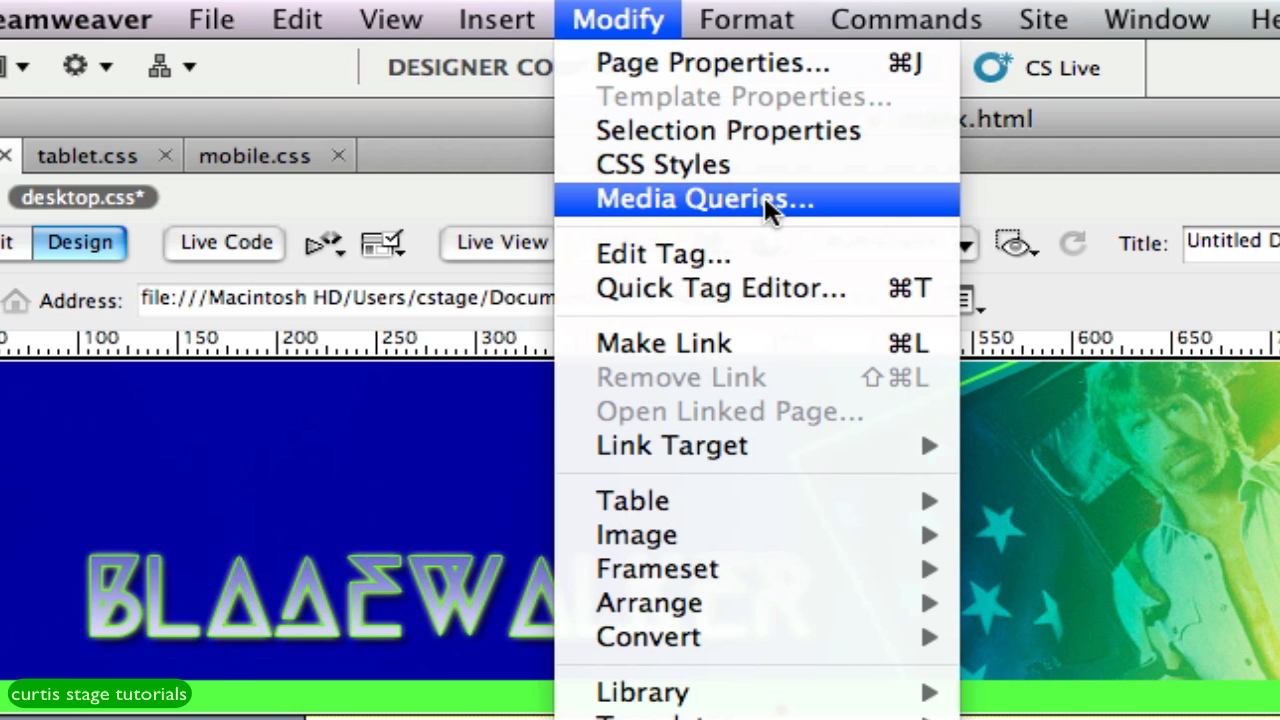 eamweaver File Edit View Insert Modify Format Commands Site Window He
DESIGNER CO
CS Live
Page Properties... ⌘J
Template Properties...
x.html
Selection Properties
tablet.css
mobile.css
CSS Styles
desktop.css*
Media Queries...
it
Design
Live Code
Live View
Title:
Untitled D
Edit Tag...
Quick Tag Editor... ⌘T
Address:
file:///Macintosh HD/Users/cstage/Docum
100 150 200 250 300 550 600 650
Make Link ⌘L
Remove Link ⇧⌘L
Open Linked Page...
Link Target
Table
Image
Frameset
Arrange
Convert
Library
curtis stage tutorials